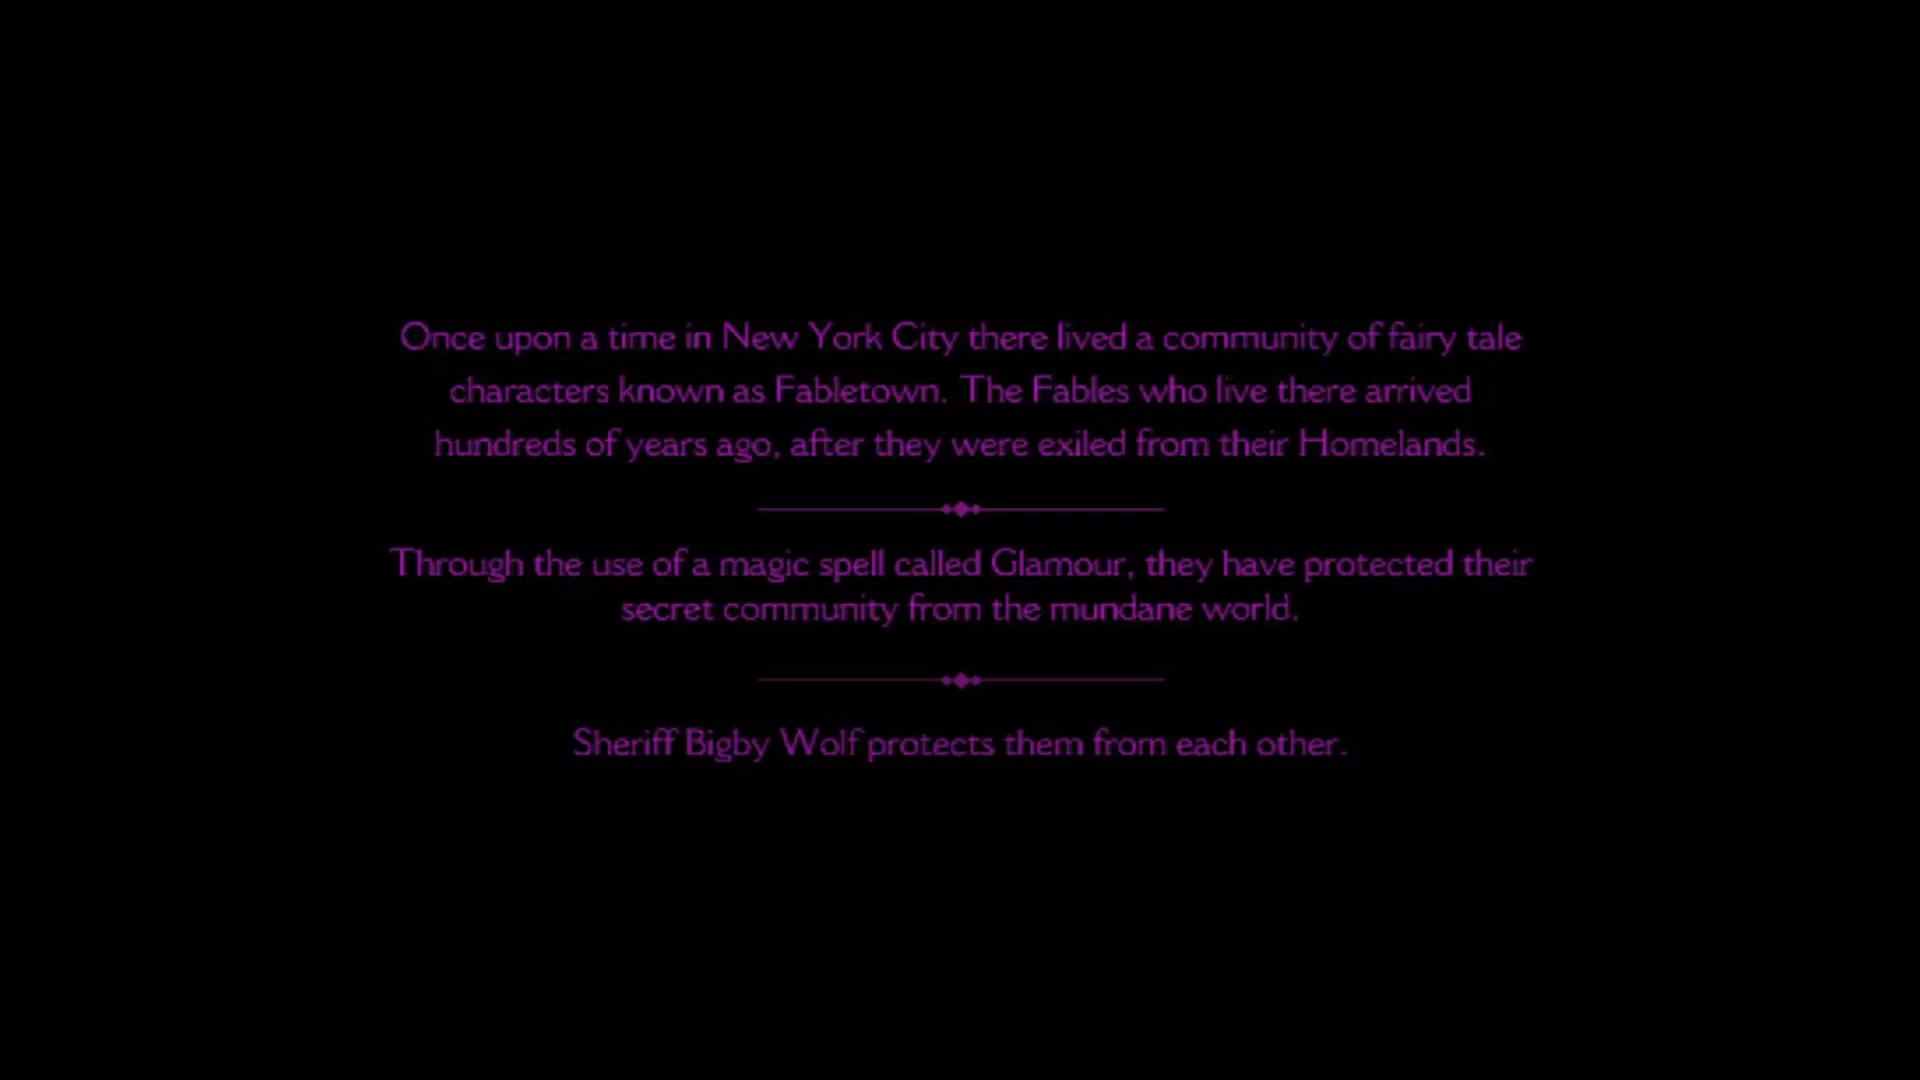 Once upon a time in New York City there lived a community of fairy tale
characters known as Fabletown. The Fables who live there arrived
hundreds of years ago, after they were exiled from their Homelands.
Through the use of a magic spell called Glamour, they have protected their
secret community from the mundane world.
Sheriff Bigby Wolf protects them from each other.